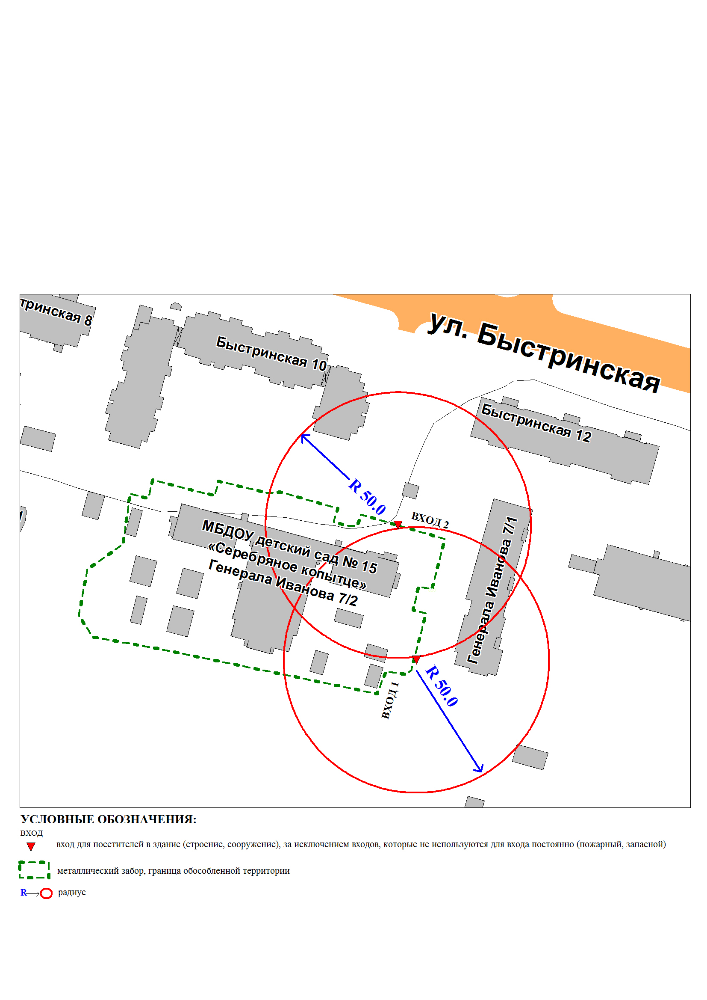 тринская 8
Быстринская 10
ул. Быстринская
Быстринская 12
R 50.0
ВХОД 2
МБДОУ детский сад № 15
«Серебряное копытце»
Генерала Иванова 7/2
Генерала Иванова 7/1
R 50.0
ВХОД 1
УСЛОВНЫЕ ОБОЗНАЧЕНИЯ:
ВХОД
вход для посетителей в здание (строение, сооружение), за исключением входов, которые не используются для входа постоянно (пожарный, запасной)
металлический забор, граница обособленной территории
R радиус